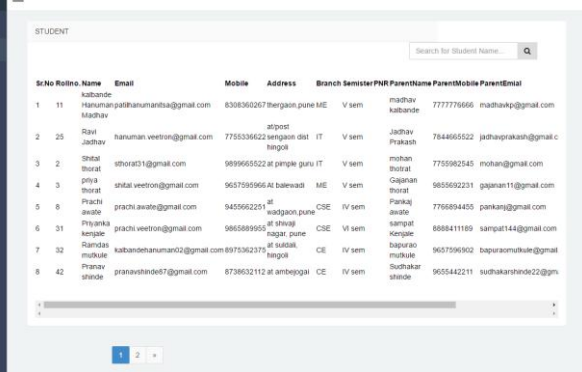 STUDENT
Search for Student Name...
Sr.No Rollno. Name Email Mobile Address Branch Semister PNR ParentName ParentMobile ParentEmial
1 11 kalbande Hanuman Madhav patilhanumanitsa@gmail.com 8308360267 thergaon,pune ME V sem madhav kalbande 7777776666 madhavkp@gmail.com
2 25 Ravi Jadhav hanuman.veetron@gmail.com 7755336622 at/post sengaon dist hingoli IT V sem Jadhav Prakash 7844665522 jadhavprakash@gmail.c
3 2 Shital thorat sthorat31@gmail.com 9899665522 at pimple guru IT V sem mohan thotrat 7755982545 mohan@gmail.com
4 3 priya thorat shital.veetron@gmail.com 9657595966 At balewadi ME V sem Gajanan thorat 9855692231 gajanan11@gmail.com
5 8 Prachi awate prachi.awate@gmail.com 9455662251 at wadgaon,pune CSE IV sem Pankaj awate 7766894455 pankanj@gmail.com
6 31 Priyanka kenjale prachi.veetron@gmail.com 9865889955 at shivaji nagar, pune CSE VI sem sampat Kenjale 8888411189 sampat144@gmail.com
7 32 Ramdas mutkule kalbandehanuman02@gmail.com 8975362375 at suldali, hingoli CE IV sem bapurao mutkule 9657596902 bapuraomutkule@gmail
8 42 Pranav shinde pranavshinde87@gmail.com 8738632112 at ambejogai CE IV sem Sudhakar shinde 9655442211 sudhakarshinde22@gm
1 2 »